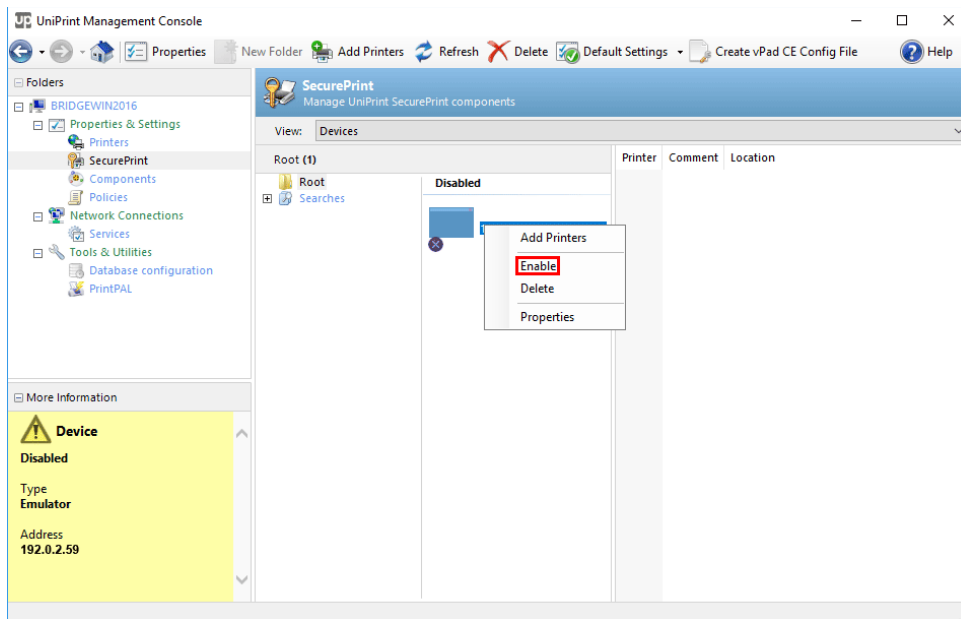 UniPrint Management Console
Properties New Folder Add Printers Refresh Delete Default Settings Create vPad CE Config File Help
Folders
BRIDGEWIN2016
Properties & Settings
Printers
SecurePrint
Components
Policies
Network Connections
Services
Tools & Utilities
Database configuration
PrintPAL
More Information
Device
Disabled
Type
Emulator
Address
192.0.2.59
SecurePrint
Manage UniPrint SecurePrint components
View: Devices
Root (1)
Root
Searches
Disabled
Add Printers
Enable
Delete
Properties
Printer Comment Location